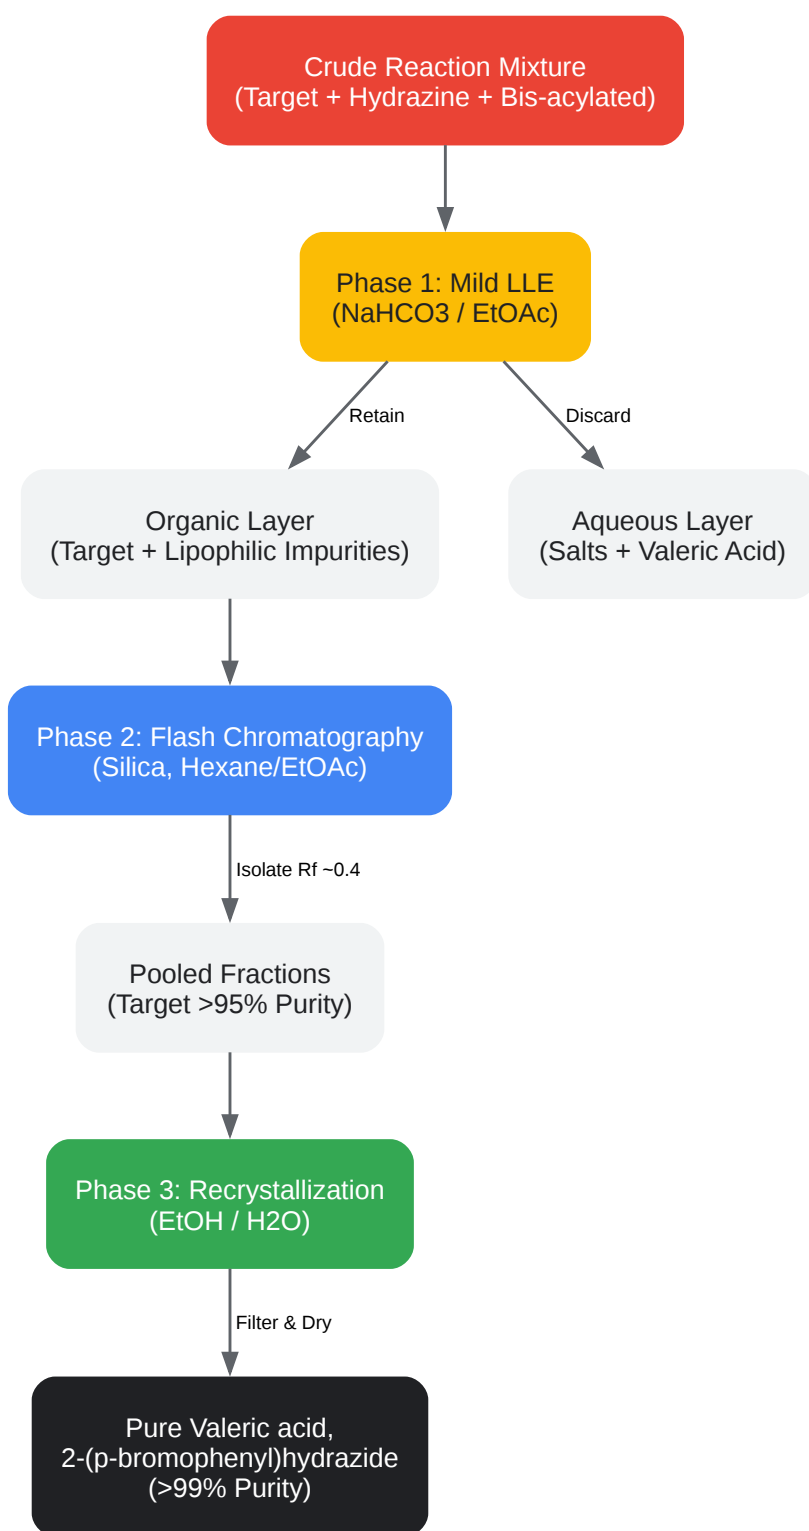 Crude Reaction Mixture
(Target + Hydrazine + Bis-acylated)
Phase 1: Mild LLE
(NaHCO3 / EtOAc)
Retain
Discard
Organic Layer
(Target + Lipophilic Impurities)
Aqueous Layer
(Salts + Valeric Acid)
Phase 2: Flash Chromatography
(Silica, Hexane/EtOAc)
Isolate Rf ~0.4
Pooled Fractions
(Target >95% Purity)
Phase 3: Recrystallization
(EtOH / H2O)
Filter & Dry
Pure Valeric acid,
2-(p-bromophenyl)hydrazide
(>99% Purity)